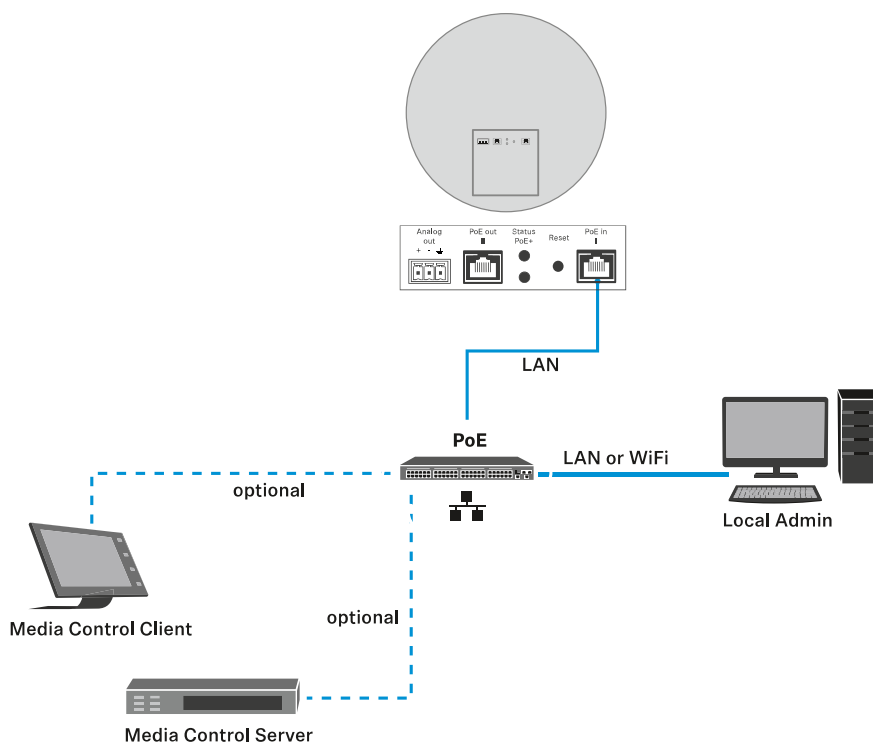 Analog
out
+ - ⏚
PoE out
II
Status
PoE+
Reset
PoE in
I
LAN
PoE
LAN or WiFi
optional
Local Admin
optional
Media Control Client
Media Control Server